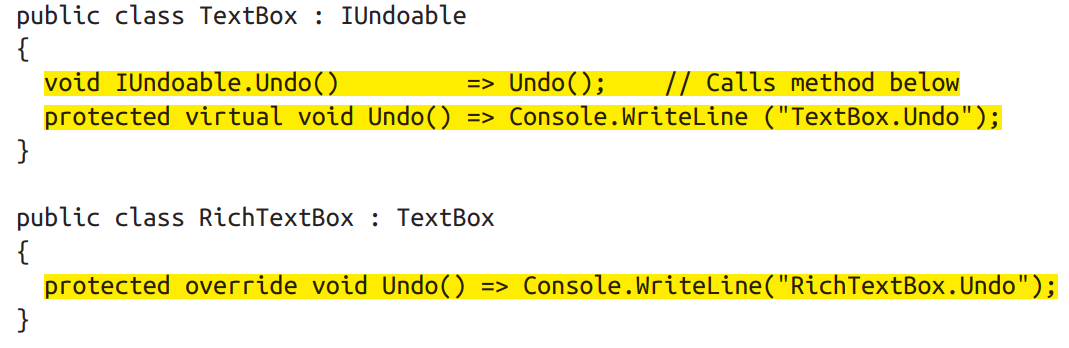 public class TextBox : IUndoable
{
  void IUndoable.Undo()         => Undo();    // Calls method below
  protected virtual void Undo() => Console.WriteLine ("TextBox.Undo");
}

public class RichTextBox : TextBox
{
  protected override void Undo() => Console.WriteLine("RichTextBox.Undo");
}